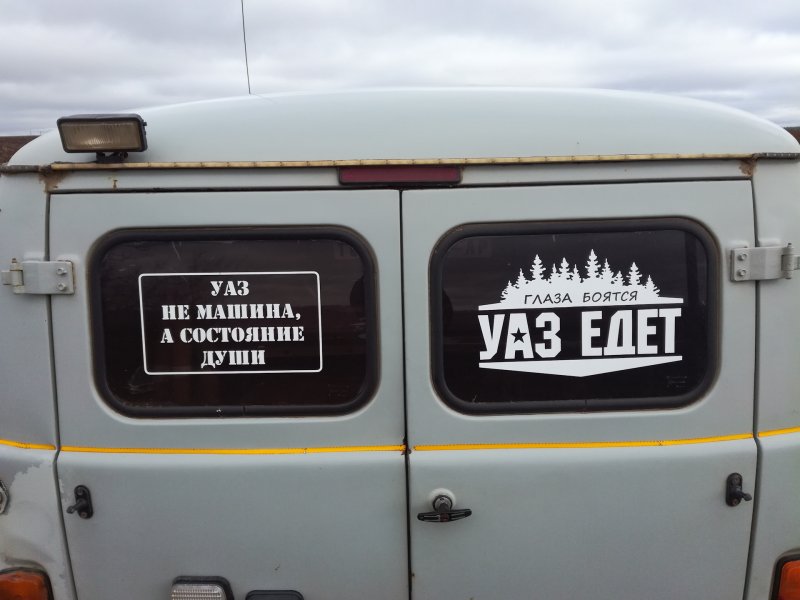 УАЗ
НЕ МАШИНА,
А СОСТОЯНИЕ
ДУШИ
ГЛАЗА БОЯТСЯ
УАЗ ЕДЕТ